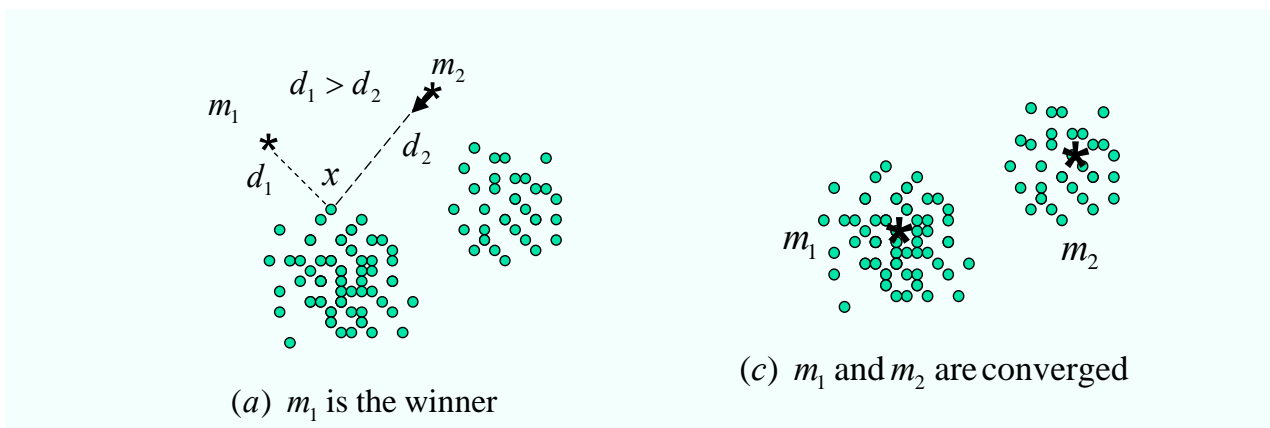 m₂
d₁ > d₂
m₁
d₂
d₁
x
(a) m₁ is the winner
m₁
m₂
(c) m₁ and m₂ are converged